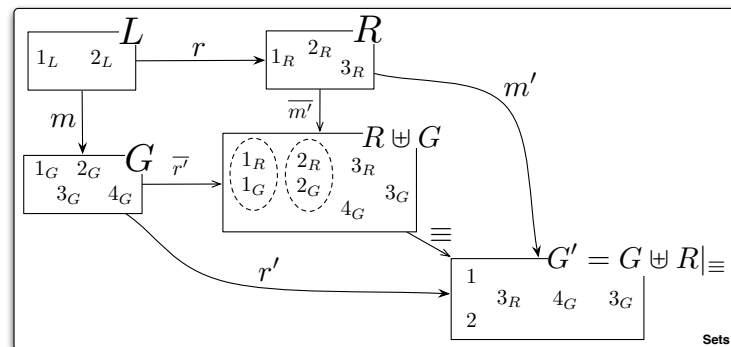 L
R
1_L 2_L
r
1_R 2_R 3_R
m
\overline{m'}
m'
G
R ⊎ G
1_G 2_G
3_G 4_G
\overline{r'}
1_R 2_R 3_R
1_G 2_G 3_G
4_G
≡
r'
G' = G ⊎ R|_≡
1
3_R 4_G 3_G
2
Sets